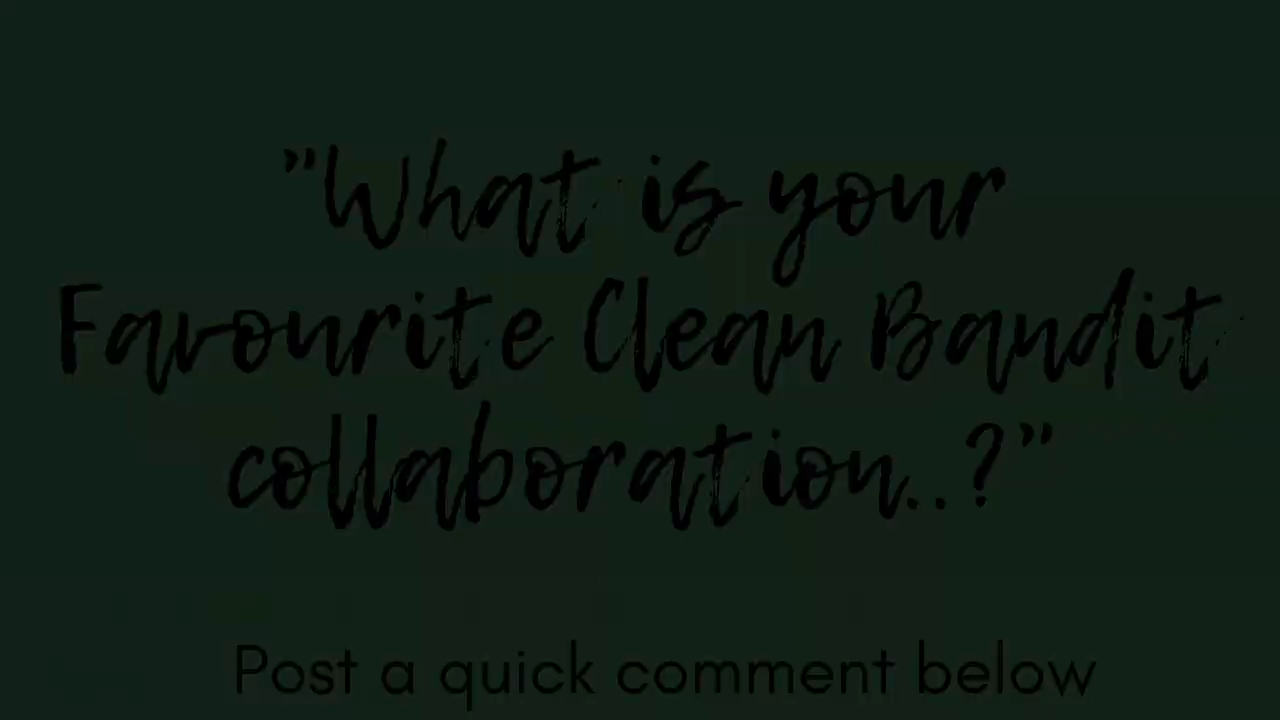 "What is your
Favourite Clean Bandit
collaboration..?"
Post a quick comment below